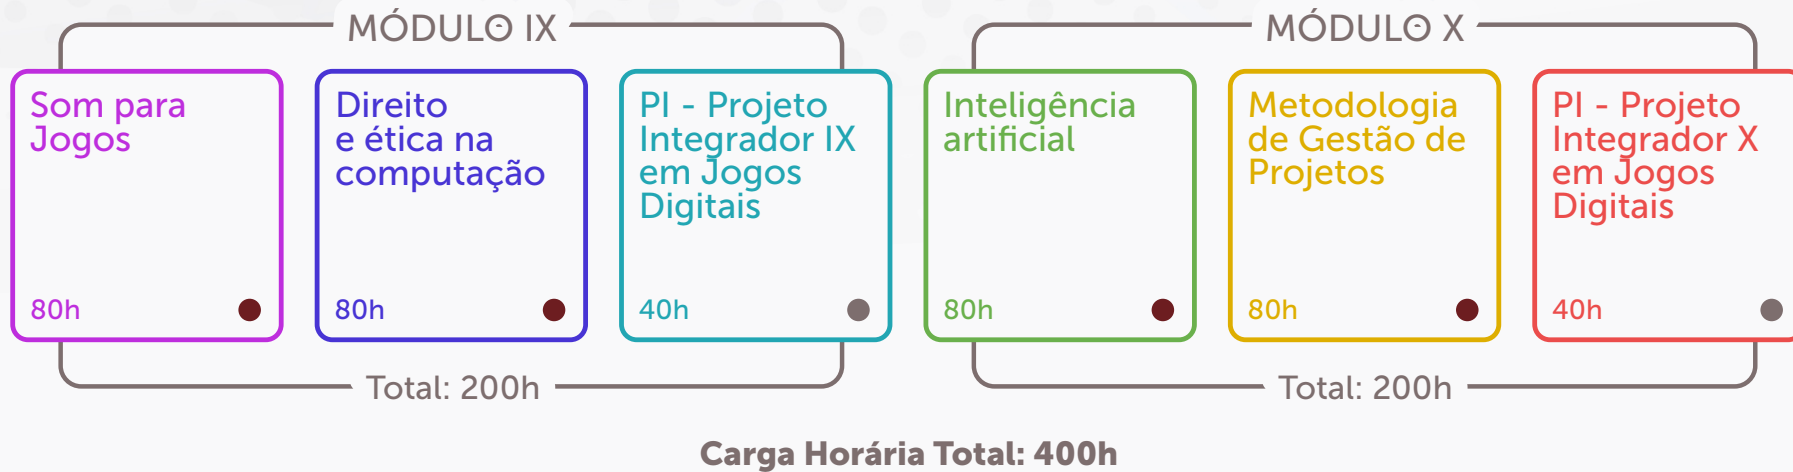 MÓDULO IX
Som para
Jogos
80h
Direito
e ética na
computação
80h
PI - Projeto
Integrador IX
em Jogos
Digitais
40h
Total: 200h
MÓDULO X
Inteligência
artificial
80h
Metodologia
de Gestão de
Projetos
80h
PI - Projeto
Integrador X
em Jogos
Digitais
40h
Total: 200h
Carga Horária Total: 400h